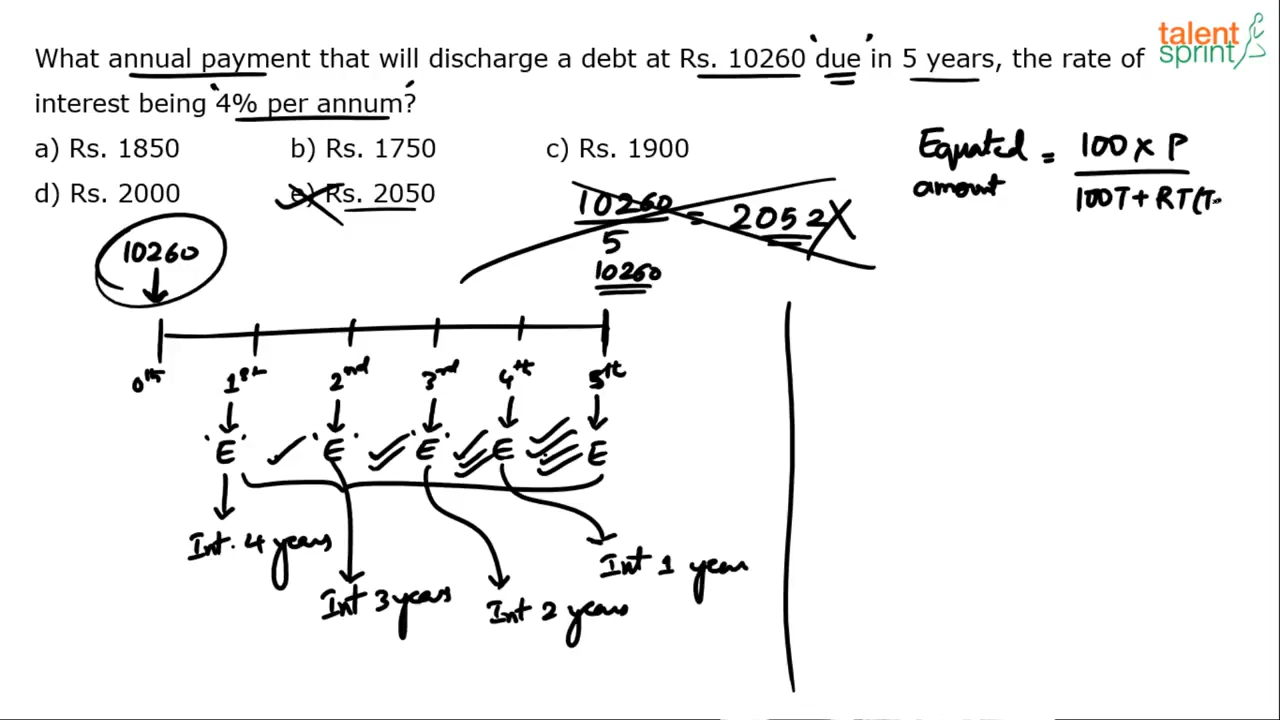 talent
sprint
What annual payment that will discharge a debt at Rs. 10260 due in 5 years, the rate of
interest being 4% per annum?
a) Rs. 1850 b) Rs. 1750 c) Rs. 1900
d) Rs. 2000 e) Rs. 2050
Equated amount = 100 × P / 100T + RT(T-
10260 / 5 = 2052 X
10260
10260
0th 1st 2nd 3rd 4th 5th
E E E E E
Int. 4 years
Int 3 years
Int 2 years
Int 1 year